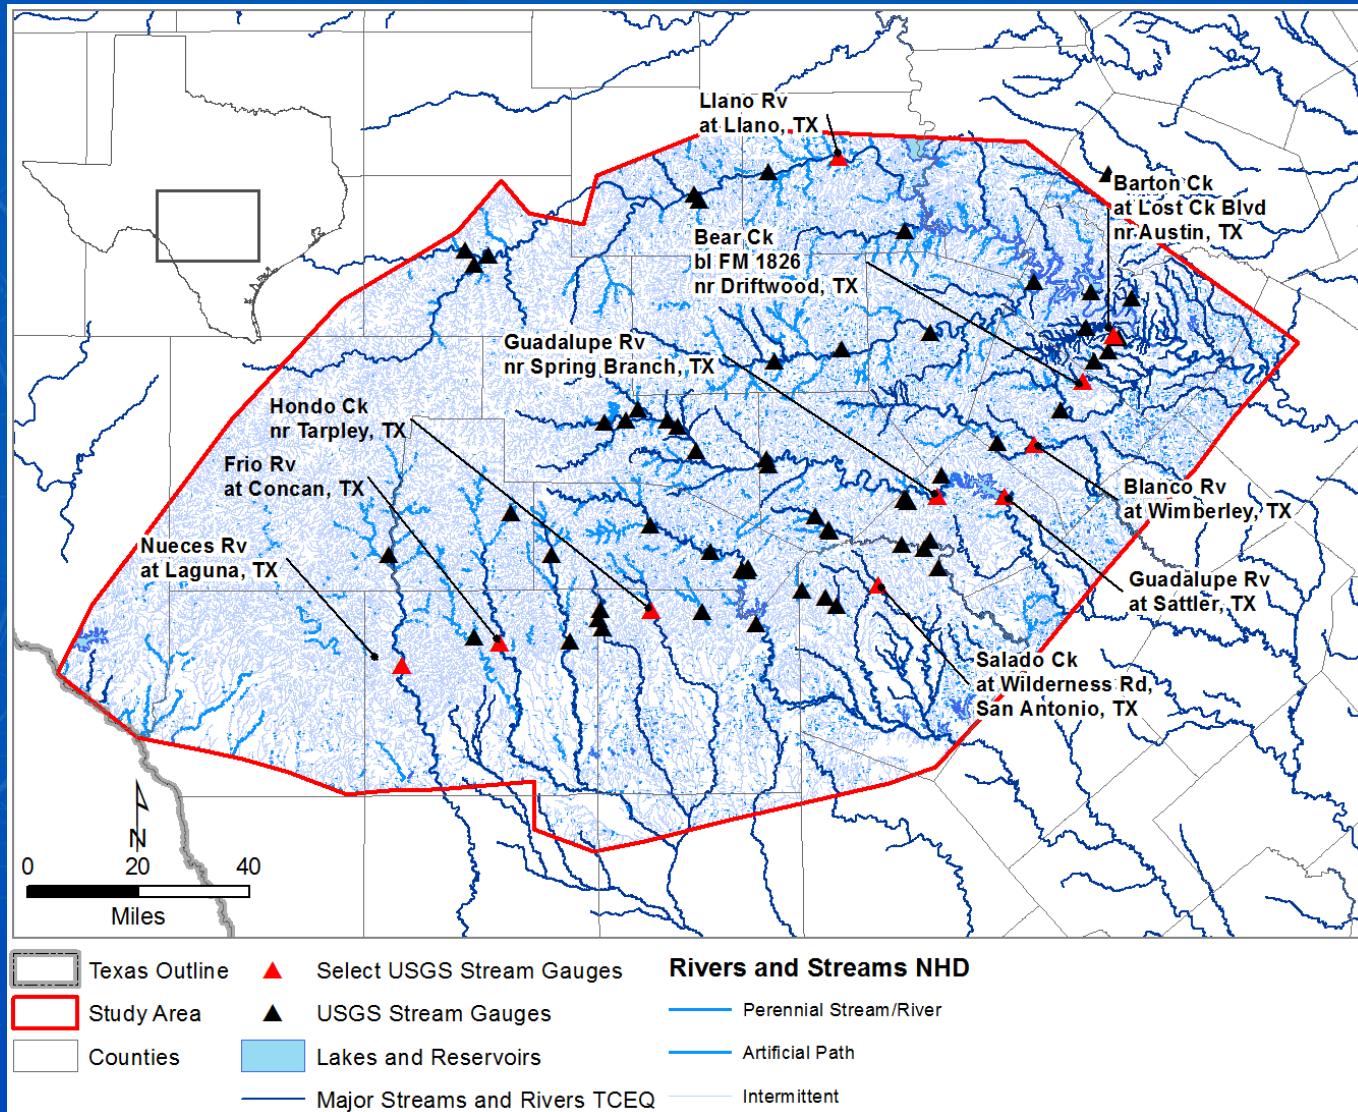 Llano Rv
at Llano, TX
Barton Ck
at Lost Ck Blvd
nr Austin, TX
Bear Ck
bl FM 1826
nr Driftwood, TX
Guadalupe Rv
nr Spring Branch, TX
Hondo Ck
nr Tarpley, TX
Frio Rv
at Concan, TX
Blanco Rv
at Wimberley, TX
Nueces Rv
at Laguna, TX
Guadalupe Rv
at Sattler, TX
Salado Ck
at Wilderness Rd,
San Antonio, TX
N
0 20 40
Miles
Texas Outline
Study Area
Counties
Select USGS Stream Gauges
USGS Stream Gauges
Lakes and Reservoirs
Major Streams and Rivers TCEQ
Rivers and Streams NHD
Perennial Stream/River
Artificial Path
Intermittent